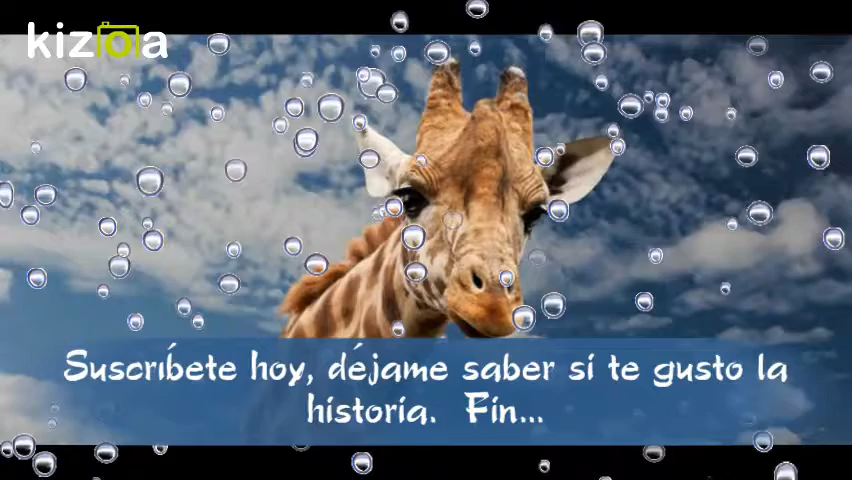 kizoa
Suscríbete hoy, déjame saber si te gusto la
historia. Fin...